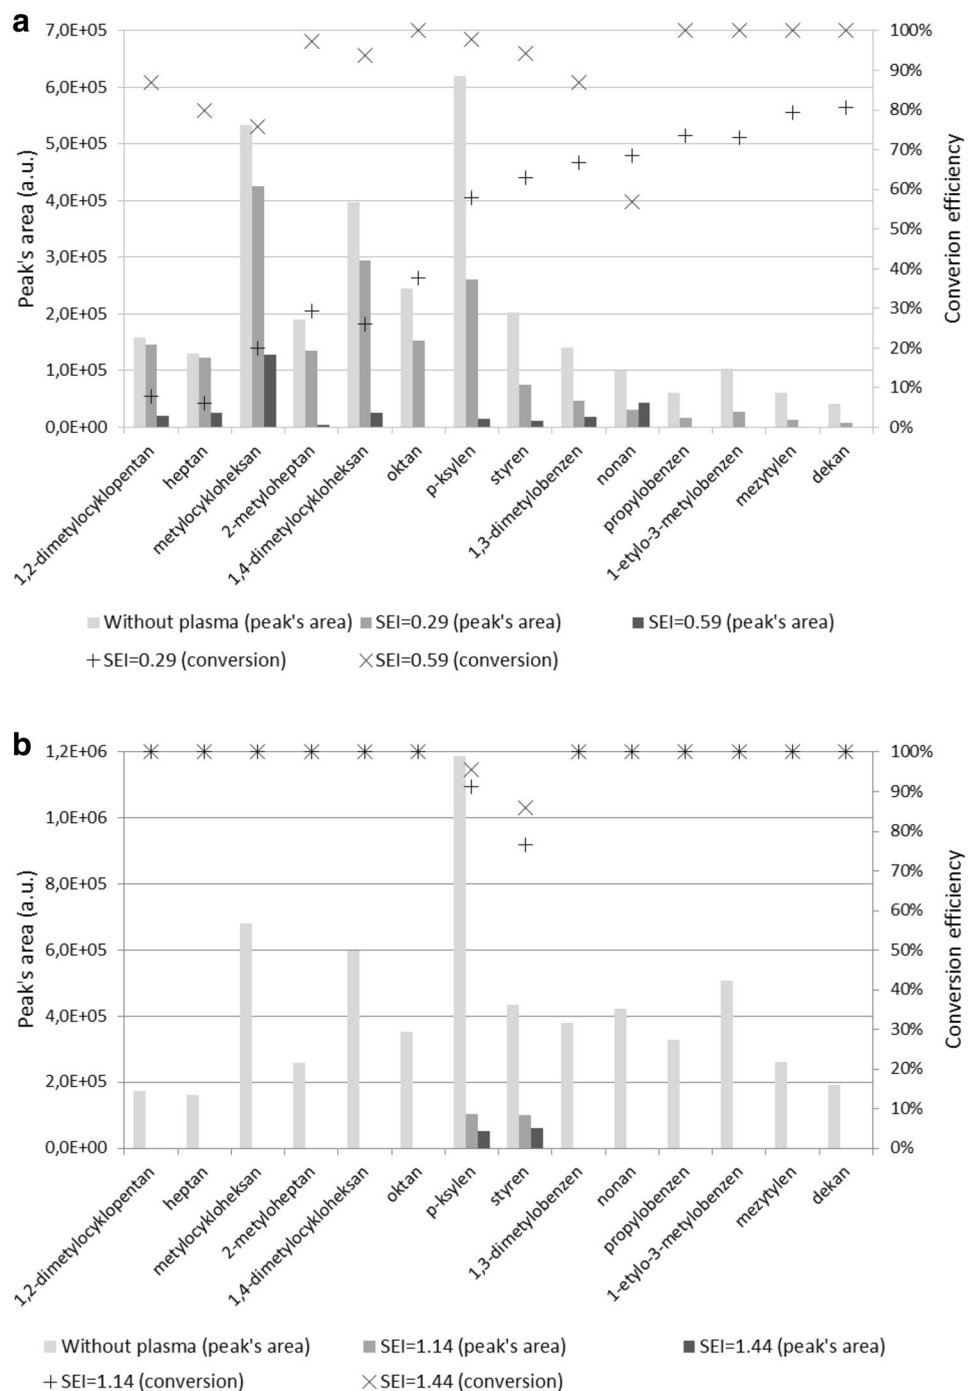 a
7,0E+05
6,0E+05
5,0E+05
4,0E+05
3,0E+05
2,0E+05
1,0E+05
0,0E+00
Peak's area (a.u.)
100%
90%
80%
70%
60%
50%
40%
30%
20%
10%
0%
Converion efficiency
1,2-dimetylocyklopentan
heptan
metylocykloheksan
2-metyloheptan
1,4-dimetylocykloheksan
oktan
p-ksylen
styren
1,3-dimetylobenzen
nonan
propylobenzen
1-etylo-3-metylobenzen
mezytylen
dekan
Without plasma (peak's area)
SEI=0.29 (peak's area)
SEI=0.59 (peak's area)
SEI=0.29 (conversion)
SEI=0.59 (conversion)
b
1,2E+06
1,0E+06
8,0E+05
6,0E+05
4,0E+05
2,0E+05
0,0E+00
Peak's area (a.u.)
100%
90%
80%
70%
60%
50%
40%
30%
20%
10%
0%
Conversion efficiency
1,2-dimetylocyklopentan
heptan
metylocykloheksan
2-metyloheptan
1,4-dimetylocykloheksan
oktan
p-ksylen
styren
1,3-dimetylobenzen
nonan
propylobenzen
1-etylo-3-metylobenzen
mezytylen
dekan
Without plasma (peak's area)
SEI=1.14 (peak's area)
SEI=1.44 (peak's area)
SEI=1.14 (conversion)
SEI=1.44 (conversion)